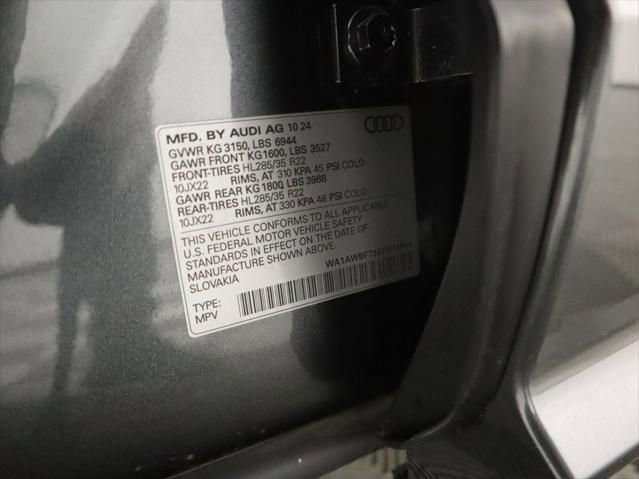 MFD. BY AUDI AG 10 24
GVWR KG 3150, LBS 6944
GAWR FRONT KG1600, LBS 3527
FRONT-TIRES HL285/35 R22
10JX22 RIMS, AT 310 KPA 45 PSI COLD
GAWR REAR KG 1800, LBS 3968
REAR-TIRES HL285/35 R22
10JX22 RIMS, AT 330 KPA 48 PSI COLD
THIS VEHICLE CONFORMS TO ALL APPLICABLE
U.S. FEDERAL MOTOR VEHICLE SAFETY
STANDARDS IN EFFECT ON THE DATE OF
MANUFACTURE SHOWN ABOVE.
SLOVAKIA
TYPE:
MPV